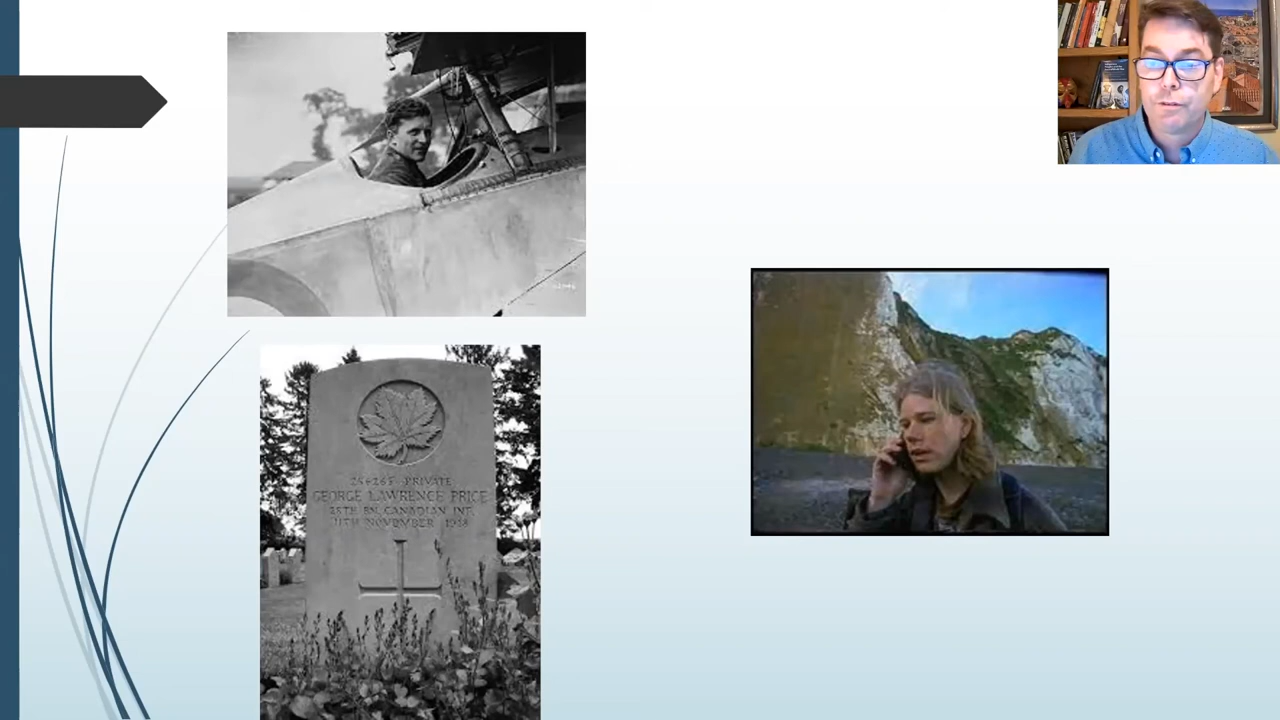 PRIVATE
GEORGE LAWRENCE PRICE
28TH BN. CANADIAN INF.
11TH NOVEMBER 1918